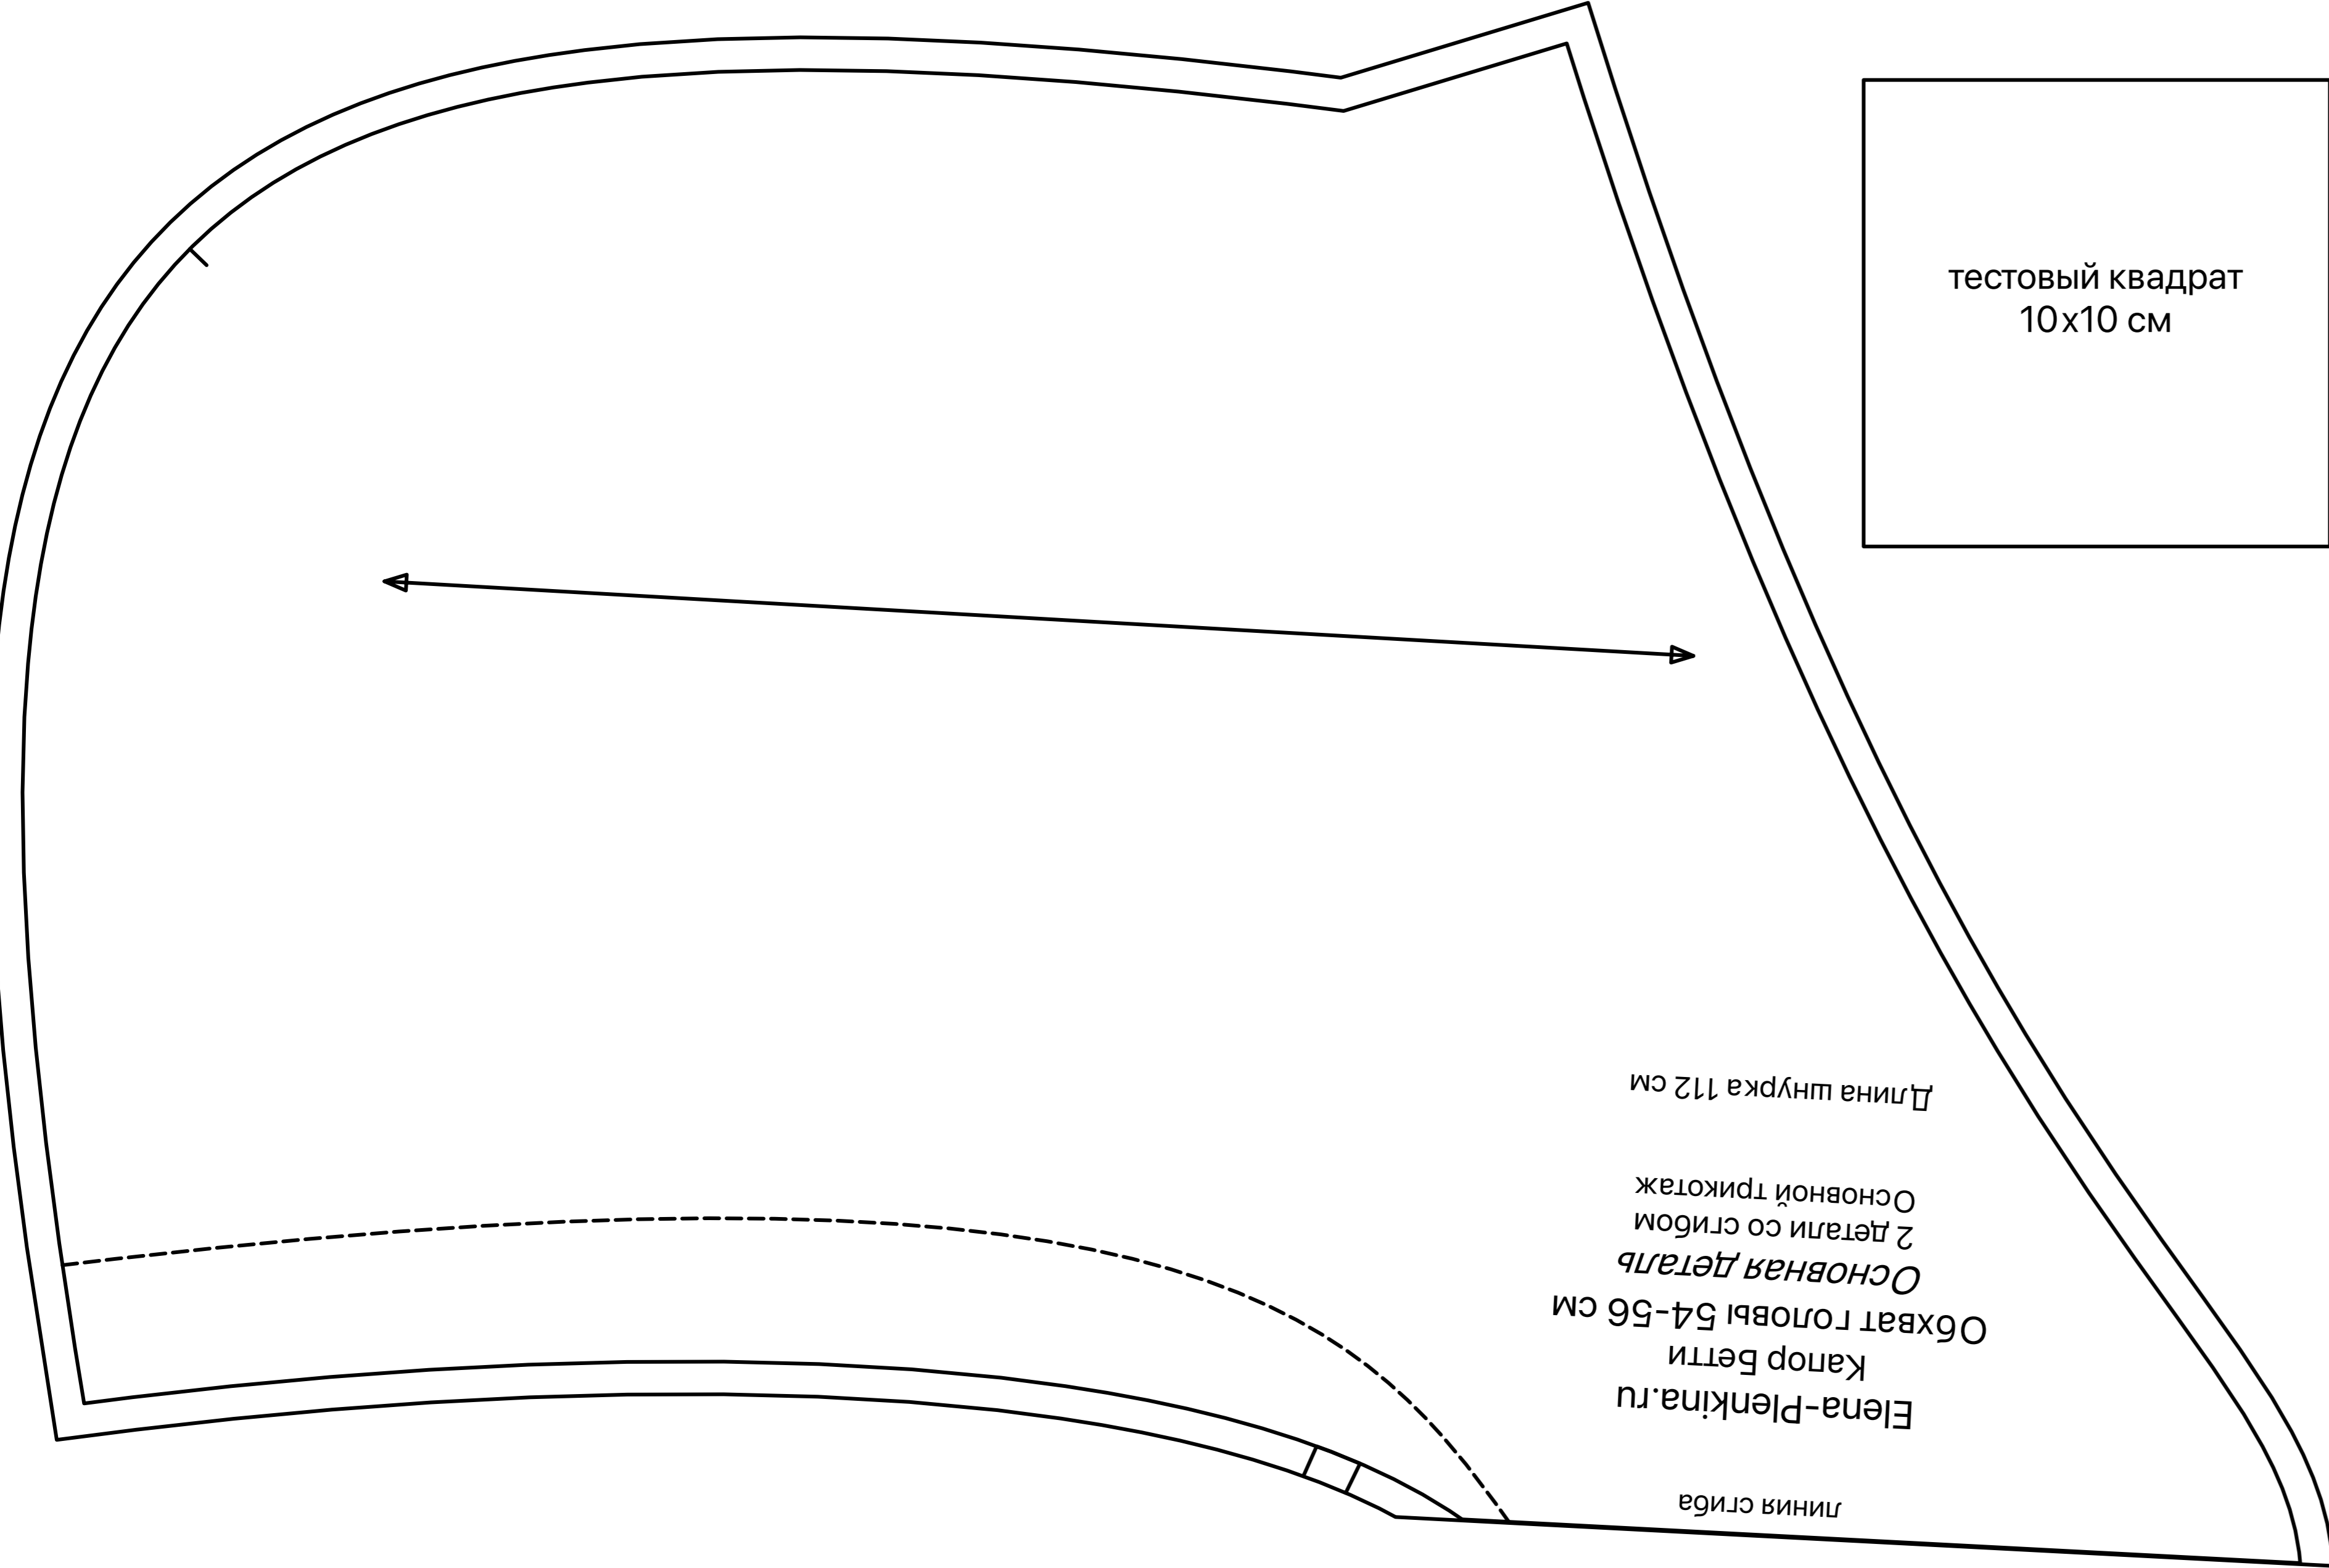 тестовый квадрат
10x10 см
Elena-Plenkina.ru
Капор Бетти
Обхват головы 54-56 см
Основная деталь
2 детали со сгибом
Основной трикотаж
Длина шнурка 112 см
линия сгиба